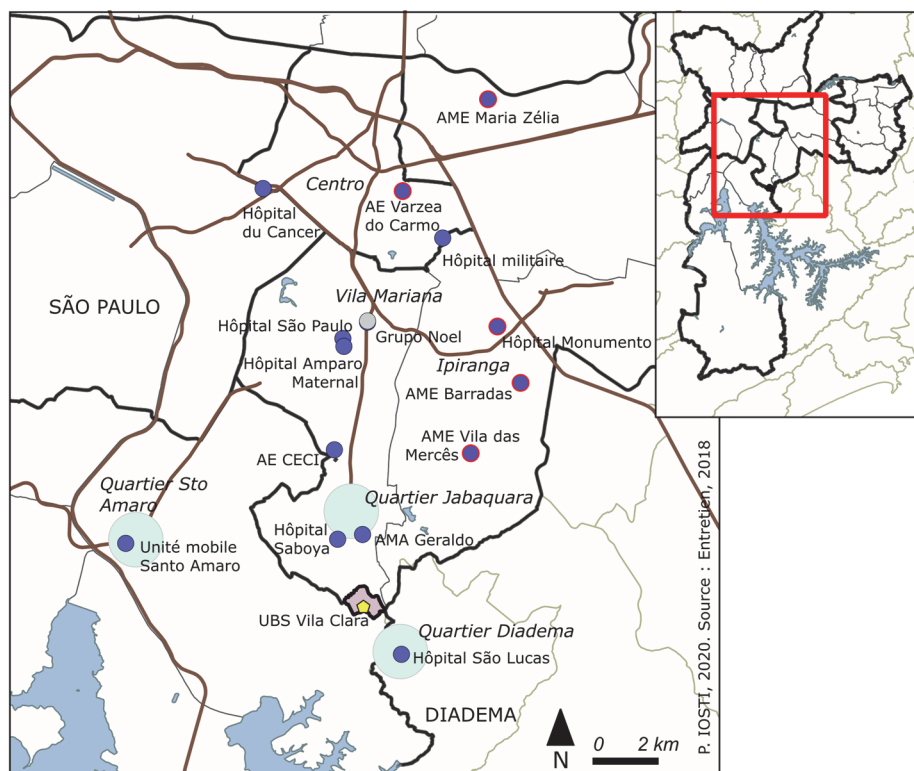 AME Maria Zélia
Centro
Hôpital
du Cancer
AE Varzea
do Carmo
Hôpital militaire
SÃO PAULO
Vila Mariana
Hôpital São Paulo
Grupo Noel
Hôpital Monumento
Hôpital Amparo
Maternal
Ipiranga
AME Barradas
AME Vila das
Mercês
AE CECI
Quartier Sto
Amaro
Quartier Jabaquara
Hôpital
Saboya
AMA Geraldo
Unité mobile
Santo Amaro
UBS Vila Clara
Quartier Diadema
Hôpital São Lucas
DIADEMA
N
0 2 km
P. IOSTI, 2020. Source : Entretien, 2018